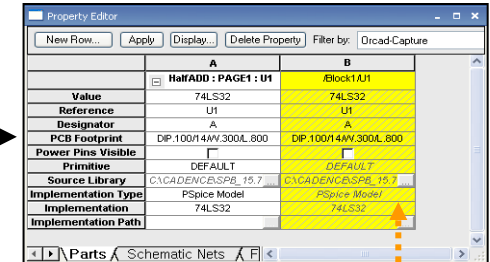 Property Editor
New Row... Apply Display... Delete Property Filter by: Orcad-Capture
A B
HalfADD : PAGE1 : U1 /Block1/U1
Value 74LS32 74LS32
Reference U1 U1
Designator A A
PCB Footprint DIP.100/14/W.300/L.800 DIP.100/14/W.300/L.800
Power Pins Visible
Primitive DEFAULT DEFAULT
Source Library C:\CADENCE\SPB_15.7 ... C:\CADENCE\SPB_15.7 ...
Implementation Type PSpice Model PSpice Model
Implementation 74LS32 74LS32
Implementation Path
Parts Schematic Nets F